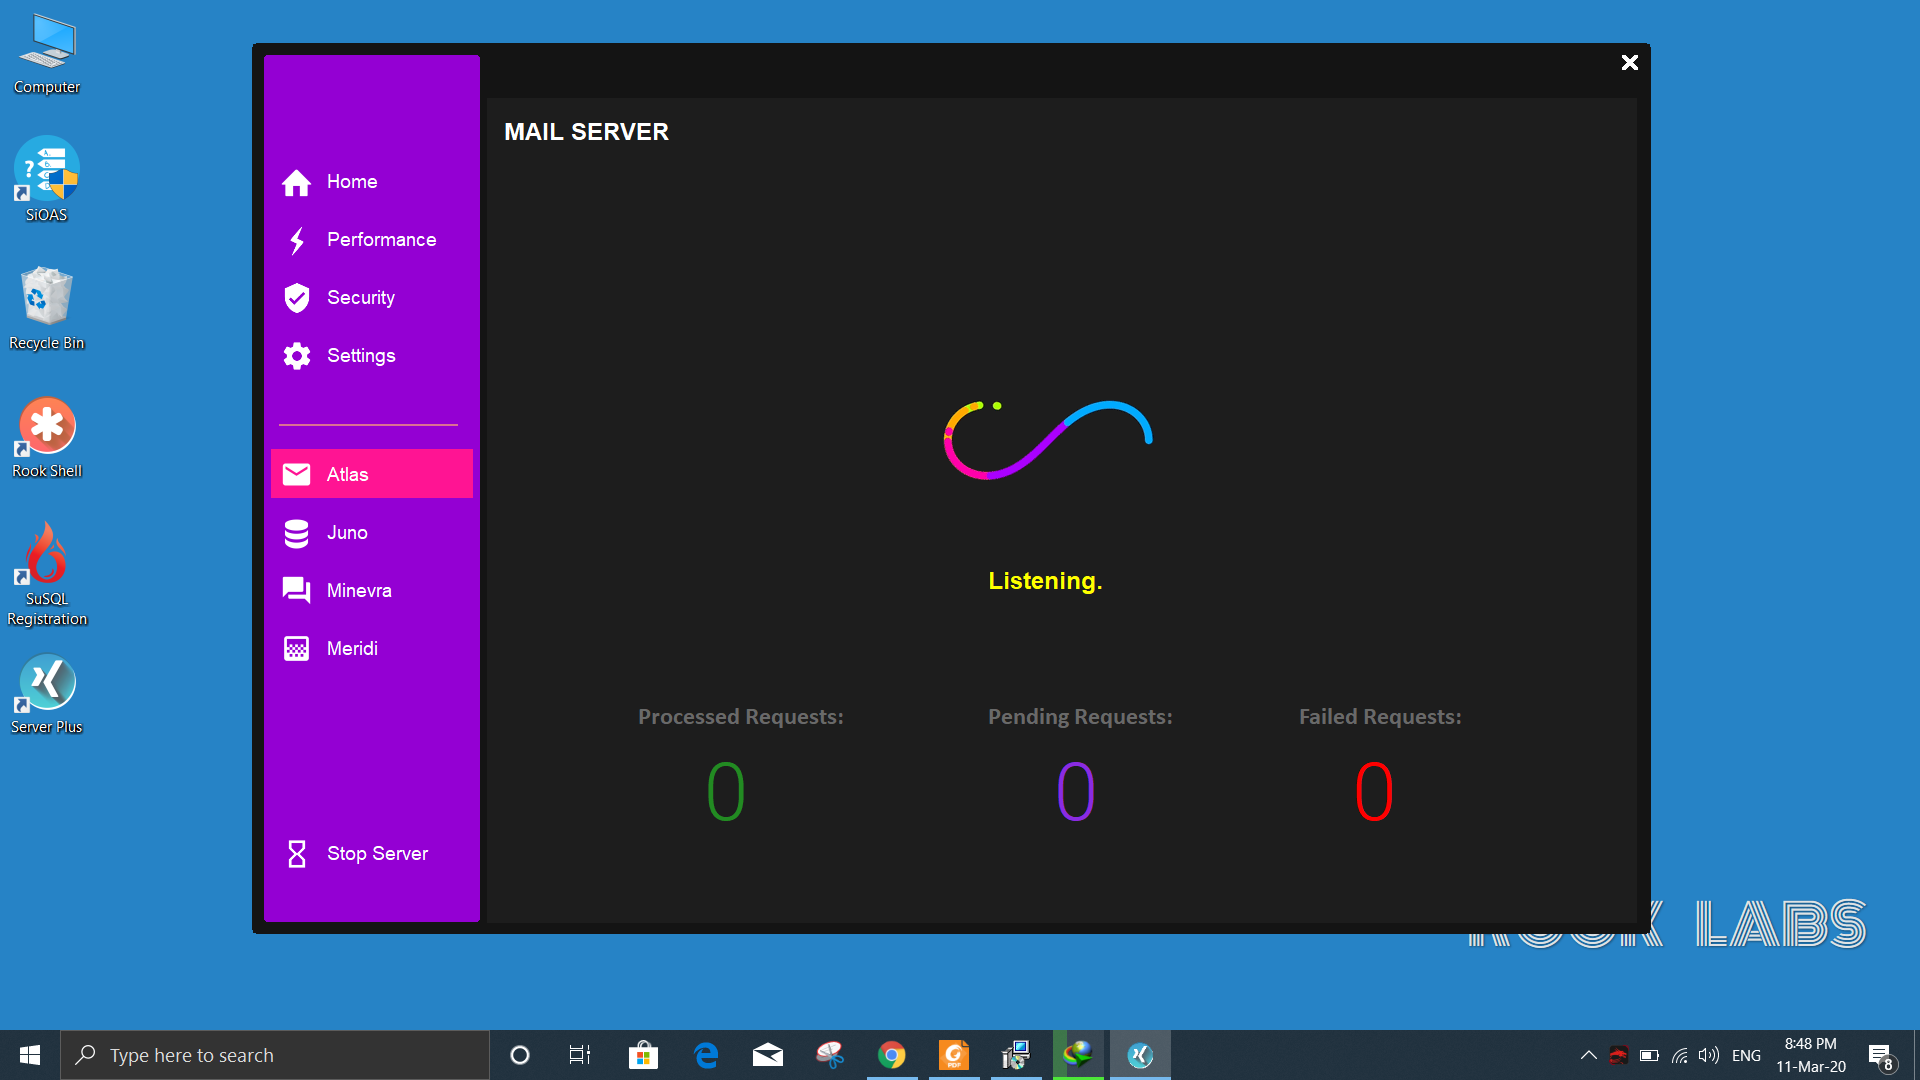 Computer
SiOAS
Recycle Bin
Rook Shell
SuSQL
Registration
Server Plus
Home
Performance
Security
Settings
Atlas
Juno
Minevra
Meridi
Stop Server
MAIL SERVER
Listening.
Processed Requests:
0
Pending Requests:
0
Failed Requests:
0
ROOK LABS
Type here to search
ENG
8:48 PM
11-Mar-20
8